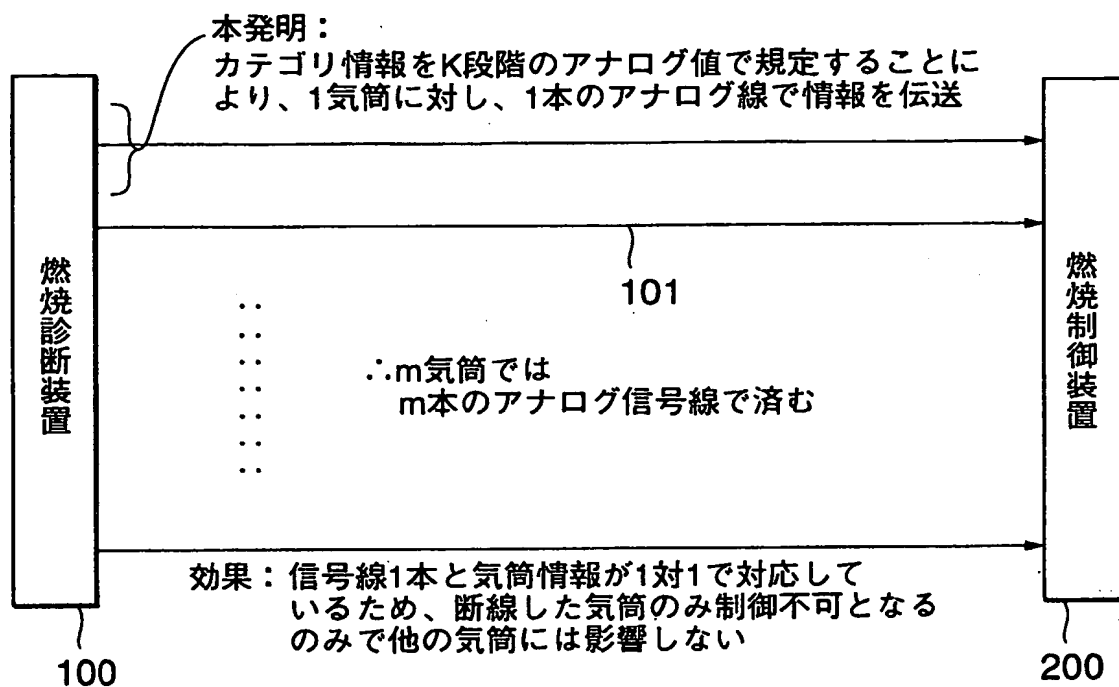 本発明：
カテゴリ情報をK段階のアナログ値で規定することに
より、1気筒に対し、1本のアナログ線で情報を伝送
燃焼診断装置
101
燃焼制御装置
∴m気筒では
m本のアナログ信号線で済む
効果：信号線1本と気筒情報が1対1で対応して
いるため、断線した気筒のみ制御不可となる
のみで他の気筒には影響しない
100
200